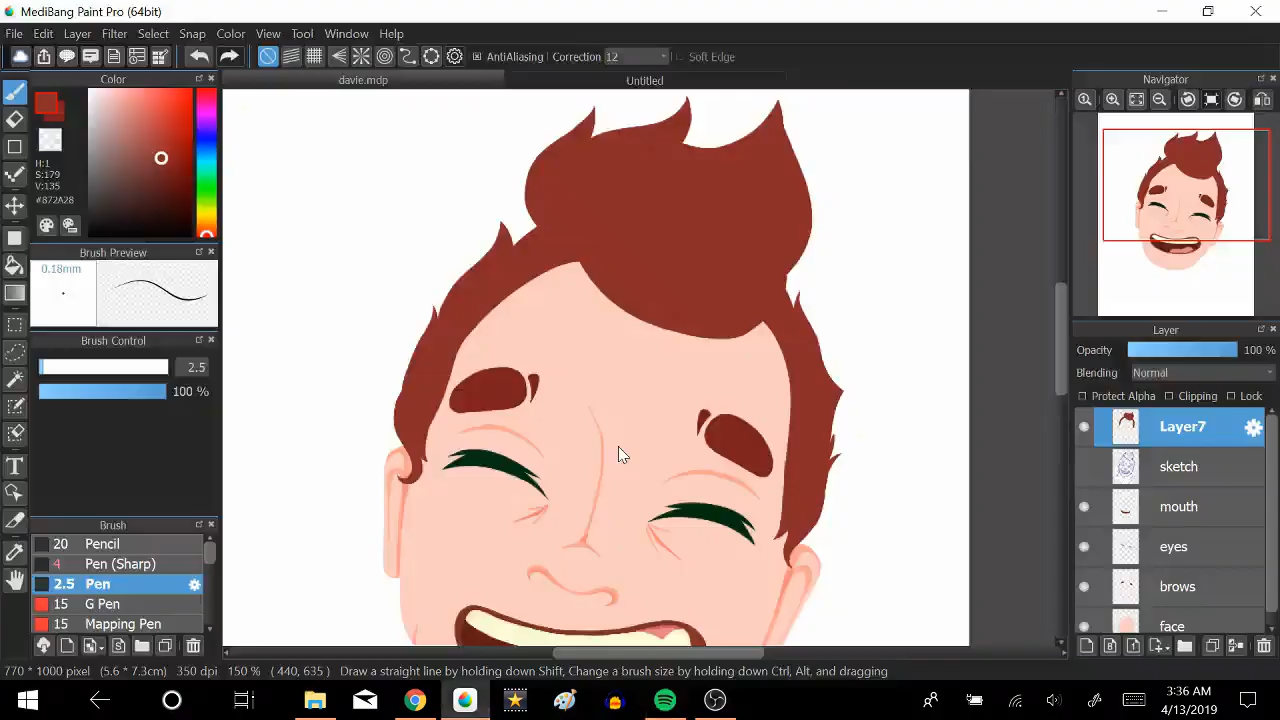 MediBang Paint Pro (64bit)
File Edit Layer Filter Select Snap Color View Tool Window Help
AntiAliasing Correction 12 Soft Edge
Color
davie.mdp
Untitled
Navigator
H:1
S:179
V:135
#872A28
Brush Preview
0.18mm
Brush Control
2.5
100 %
Layer
Opacity 100 %
Blending Normal
Protect Alpha Clipping Lock
Layer7
sketch
mouth
eyes
brows
face
Brush
20 Pencil
4 Pen (Sharp)
2.5 Pen
15 G Pen
15 Mapping Pen
770 * 1000 pixel (5.6 * 7.3cm) 350 dpi 150 % ( 440, 635) Draw a straight line by holding down Shift, Change a brush size by holding down Ctrl, Alt, and dragging
3:36 AM
4/13/2019